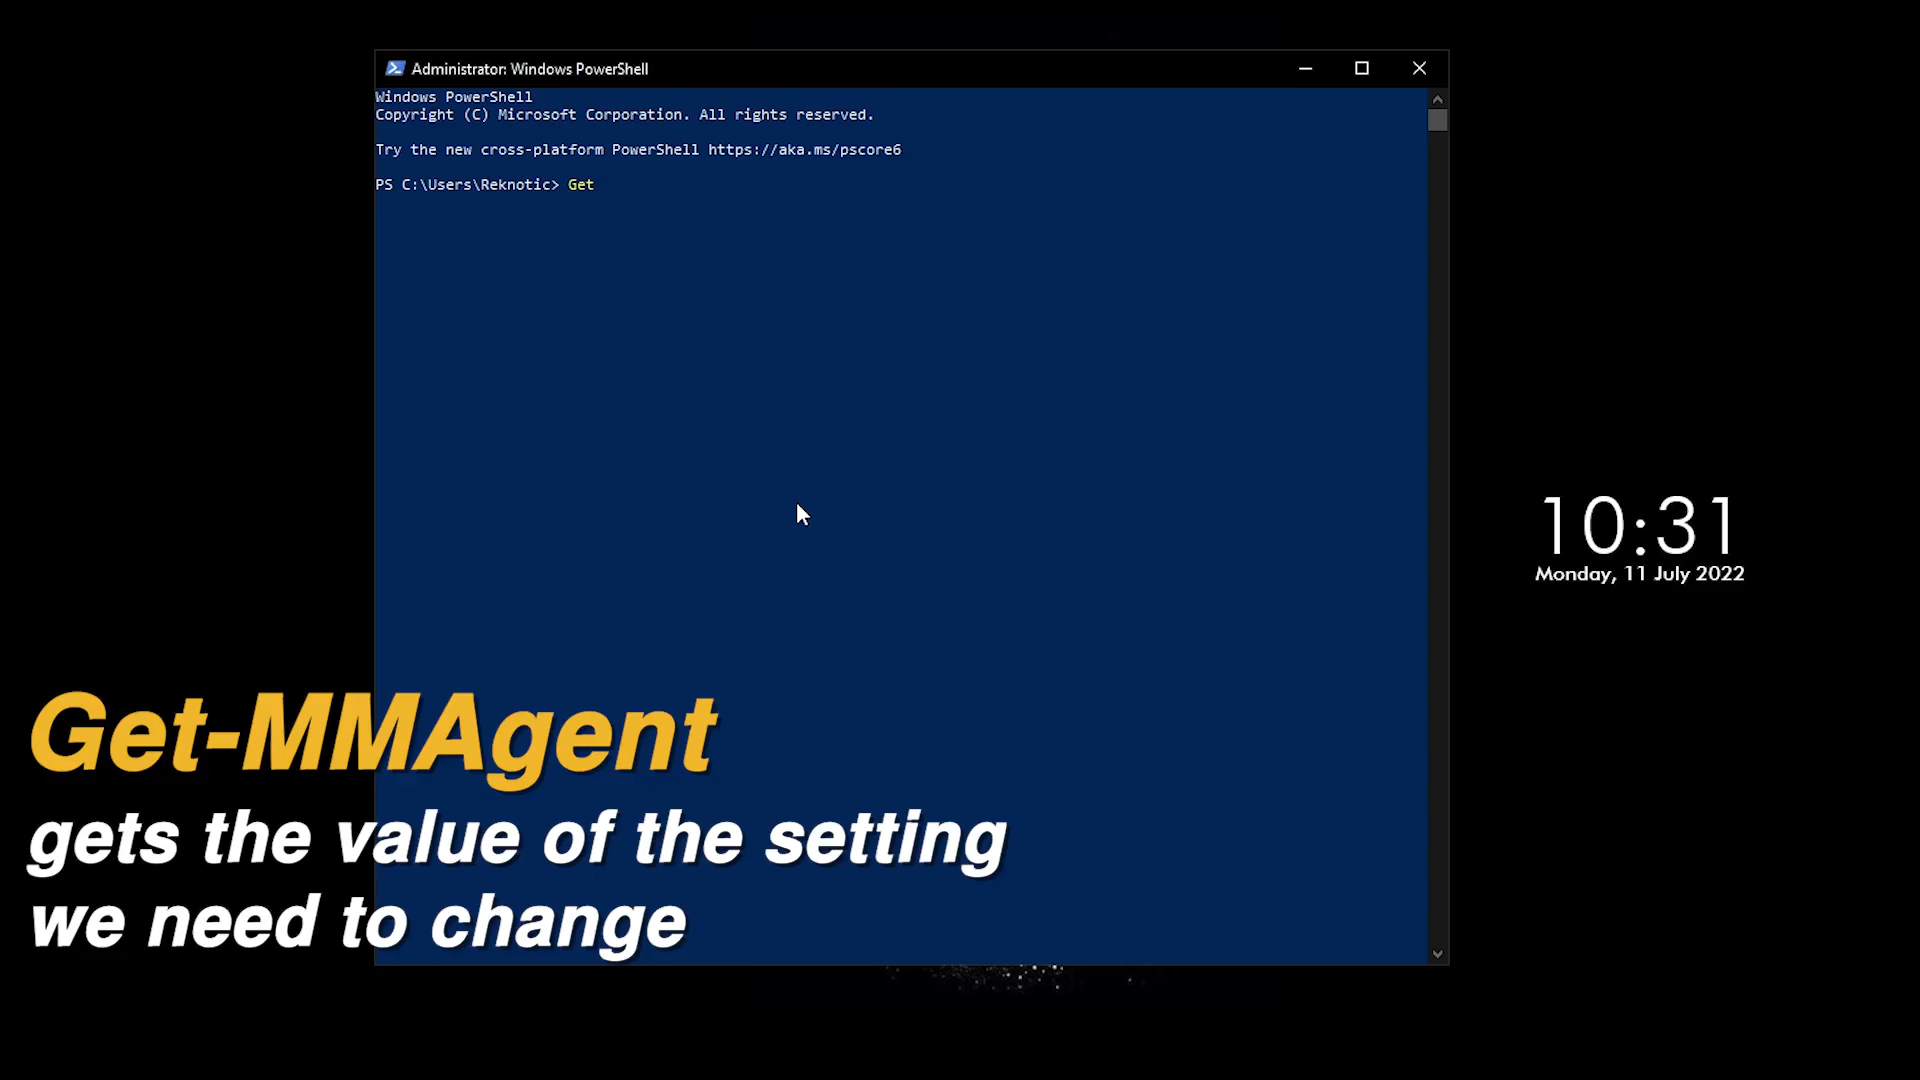 Administrator: Windows PowerShell
Windows PowerShell
Copyright (C) Microsoft Corporation. All rights reserved.
Try the new cross-platform PowerShell https://aka.ms/pscore6
PS C:\Users\Reknotic> Get
10:31
Monday, 11 July 2022
Get-MMAgent
gets the value of the setting
we need to change